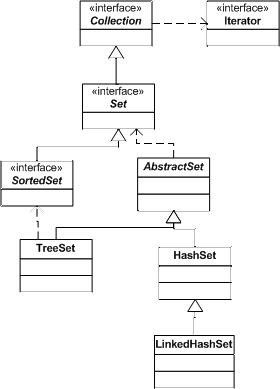 «interface» «interface»
Collection Iterator
«interface»
Set
«interface»
SortedSet AbstractSet
TreeSet HashSet
LinkedHashSet